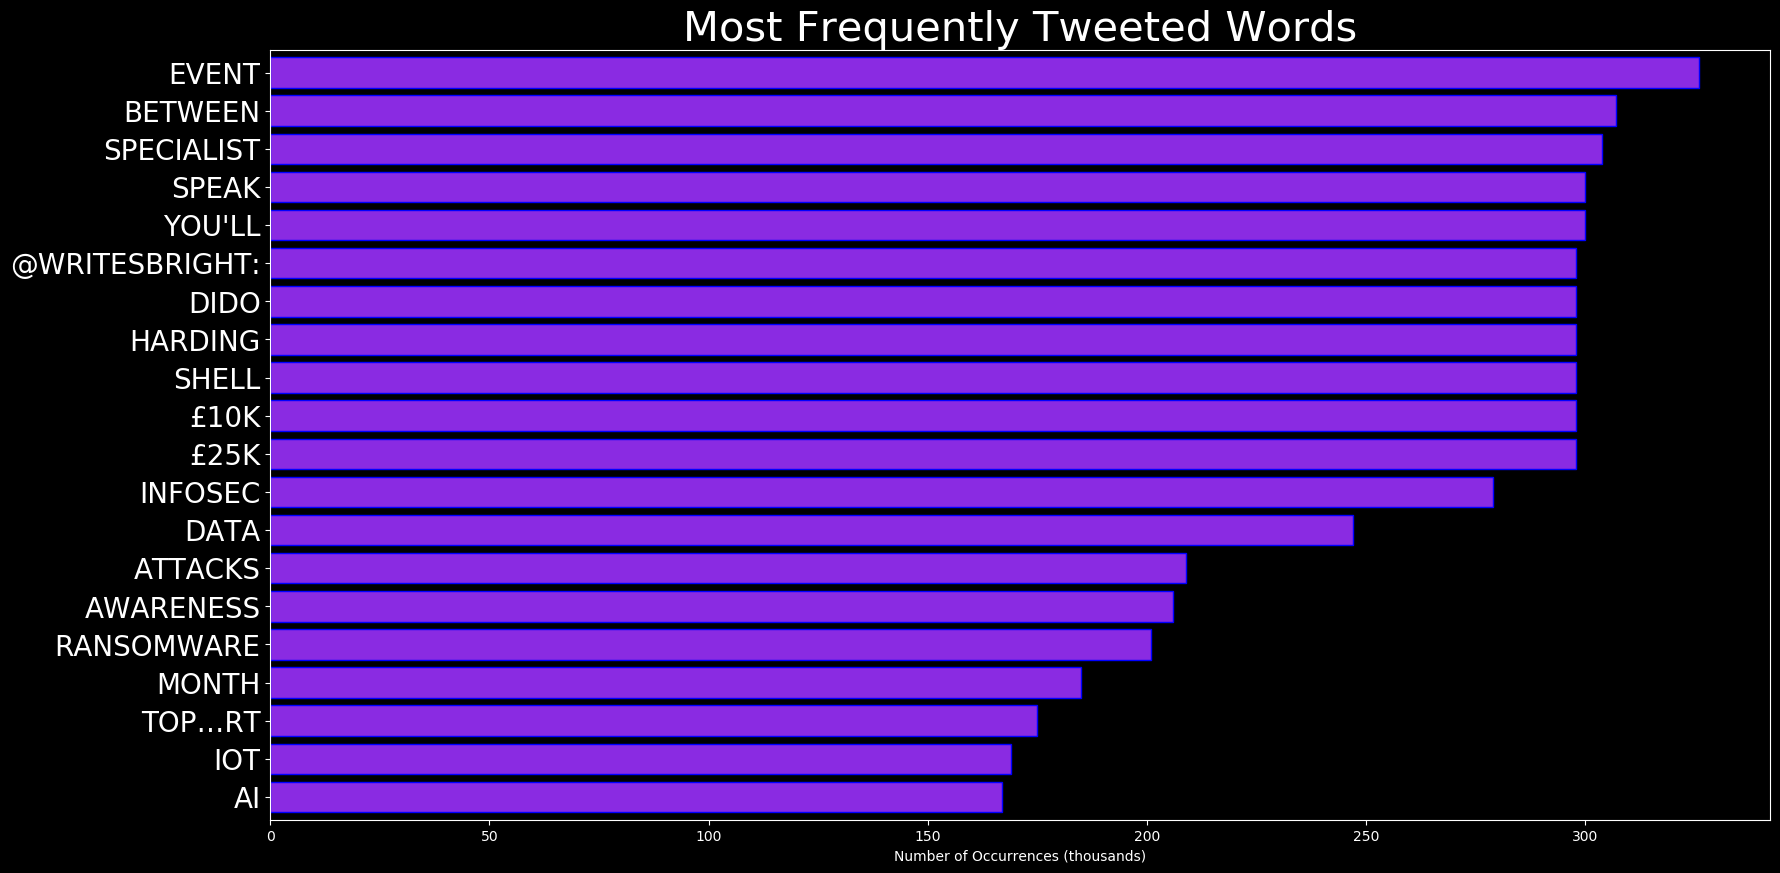 Most Frequently Tweeted Words
EVENT
BETWEEN
SPECIALIST
SPEAK
YOU'LL
@WRITESBRIGHT:
DIDO
HARDING
SHELL
£10K
£25K
INFOSEC
DATA
ATTACKS
AWARENESS
RANSOMWARE
MONTH
TOP…RT
IOT
AI
0 50 100 150 200 250 300
Number of Occurrences (thousands)